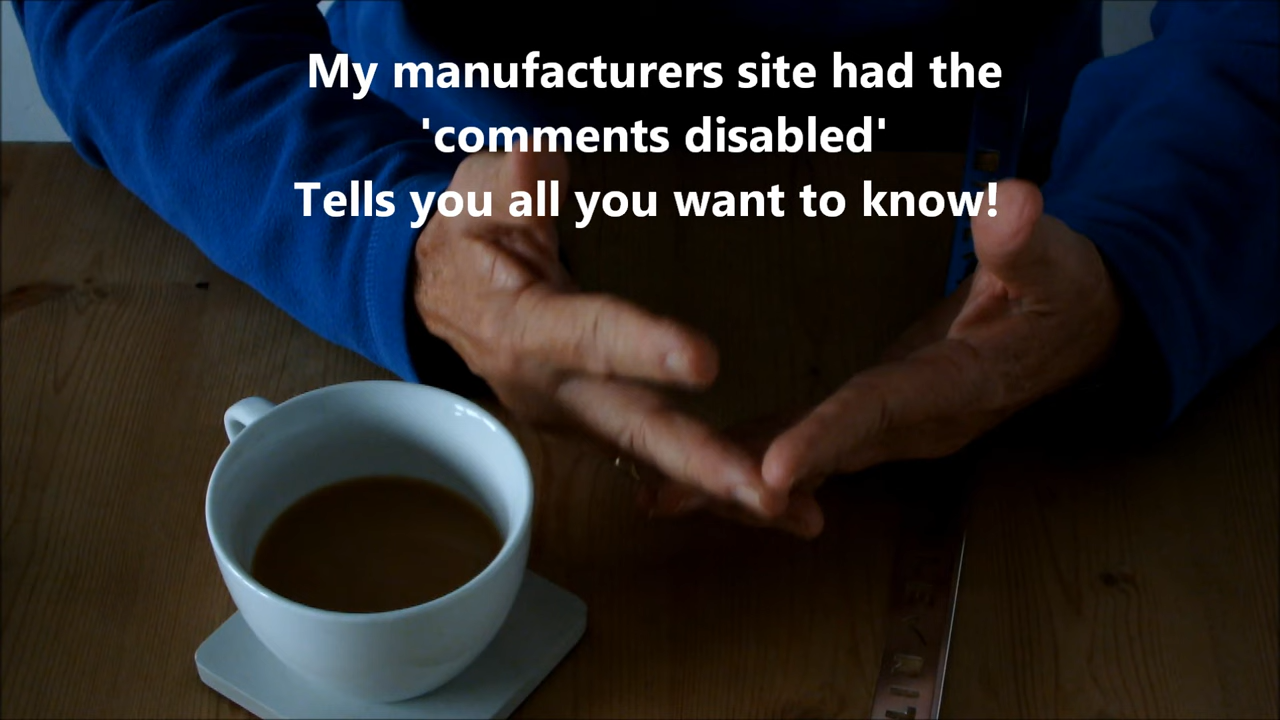 My manufacturers site had the
'comments disabled'
Tells you all you want to know!